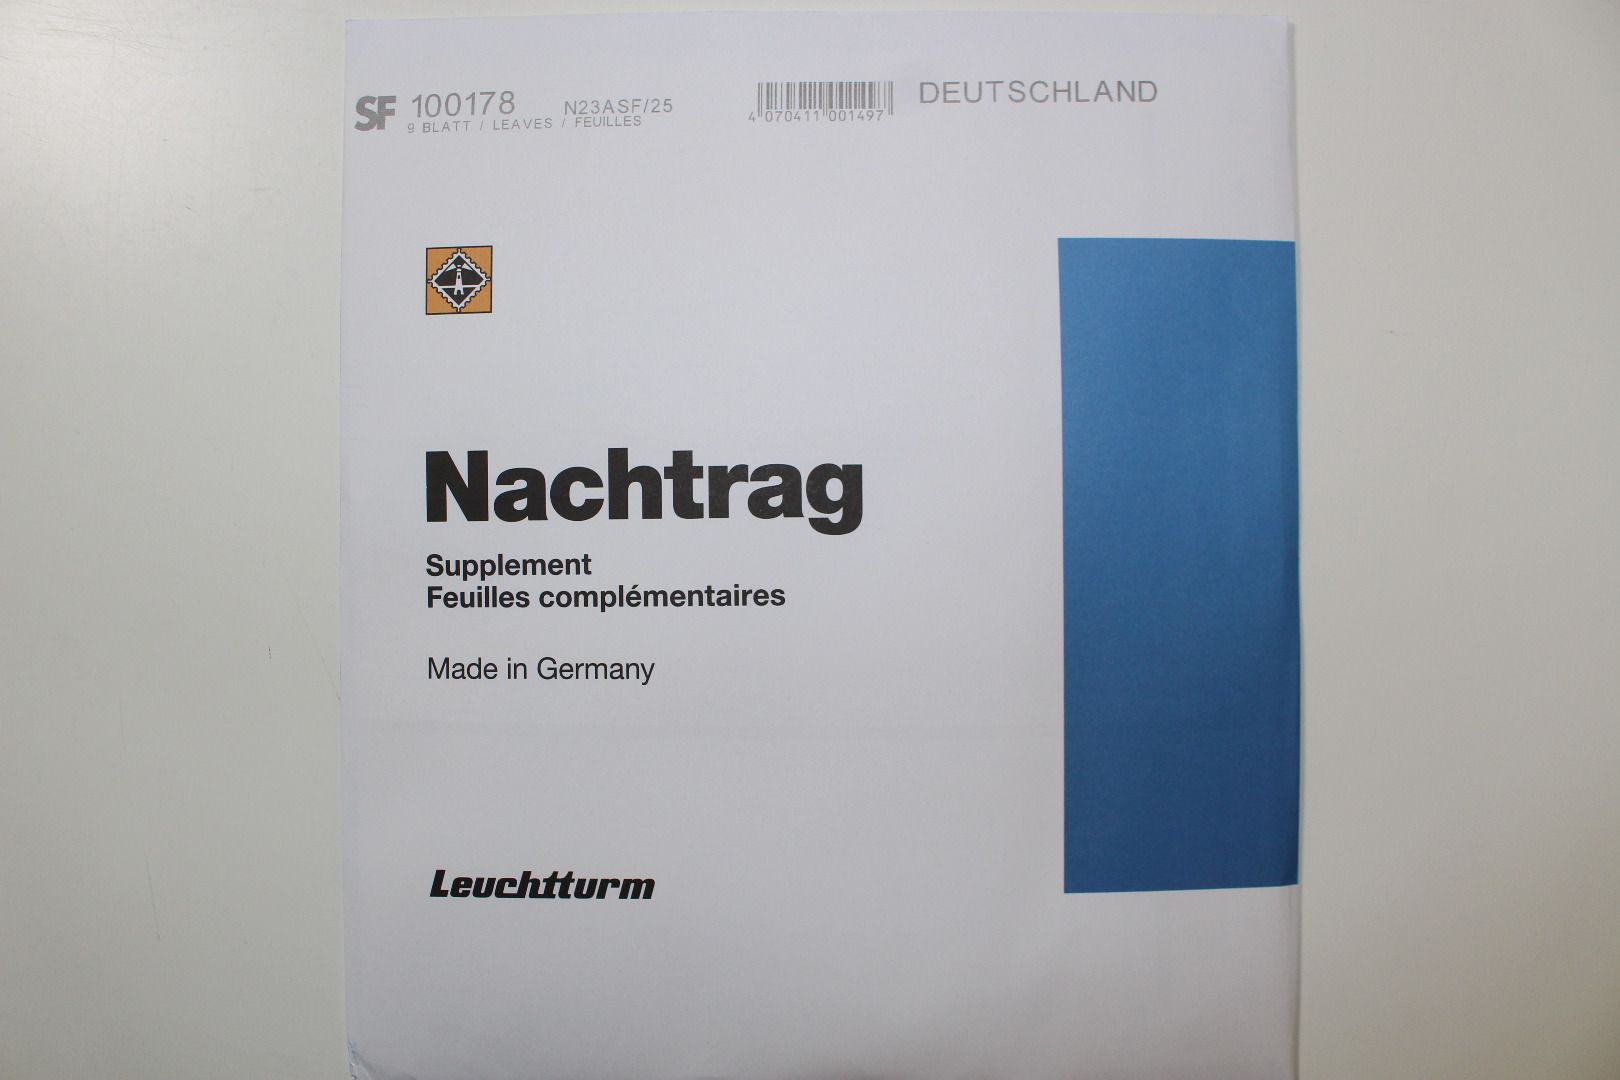 SF 100178 N23ASF/25
9 BLATT / LEAVES / FEUILLES
4 070411 001497
DEUTSCHLAND
Nachtrag
Supplement
Feuilles complémentaires
Made in Germany
Leuchtturm